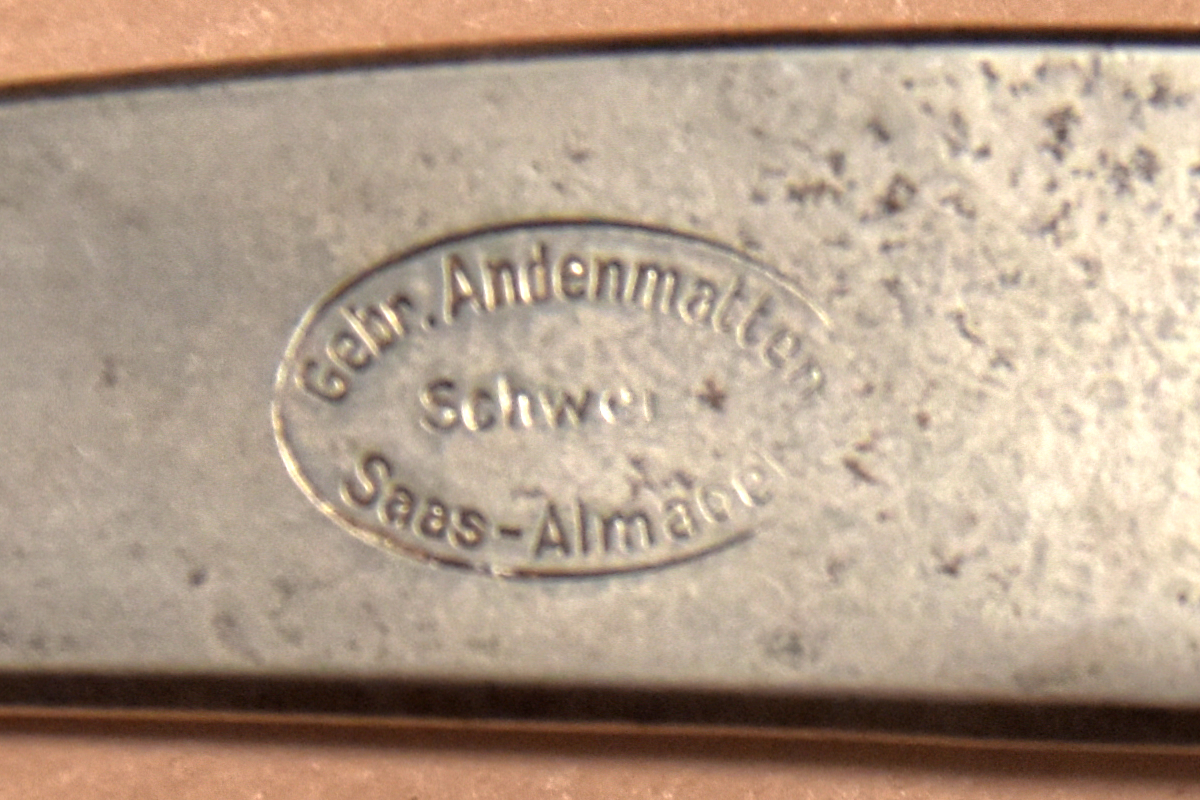 Gebr. Andenmatten
Schwei
Saas-Almagel